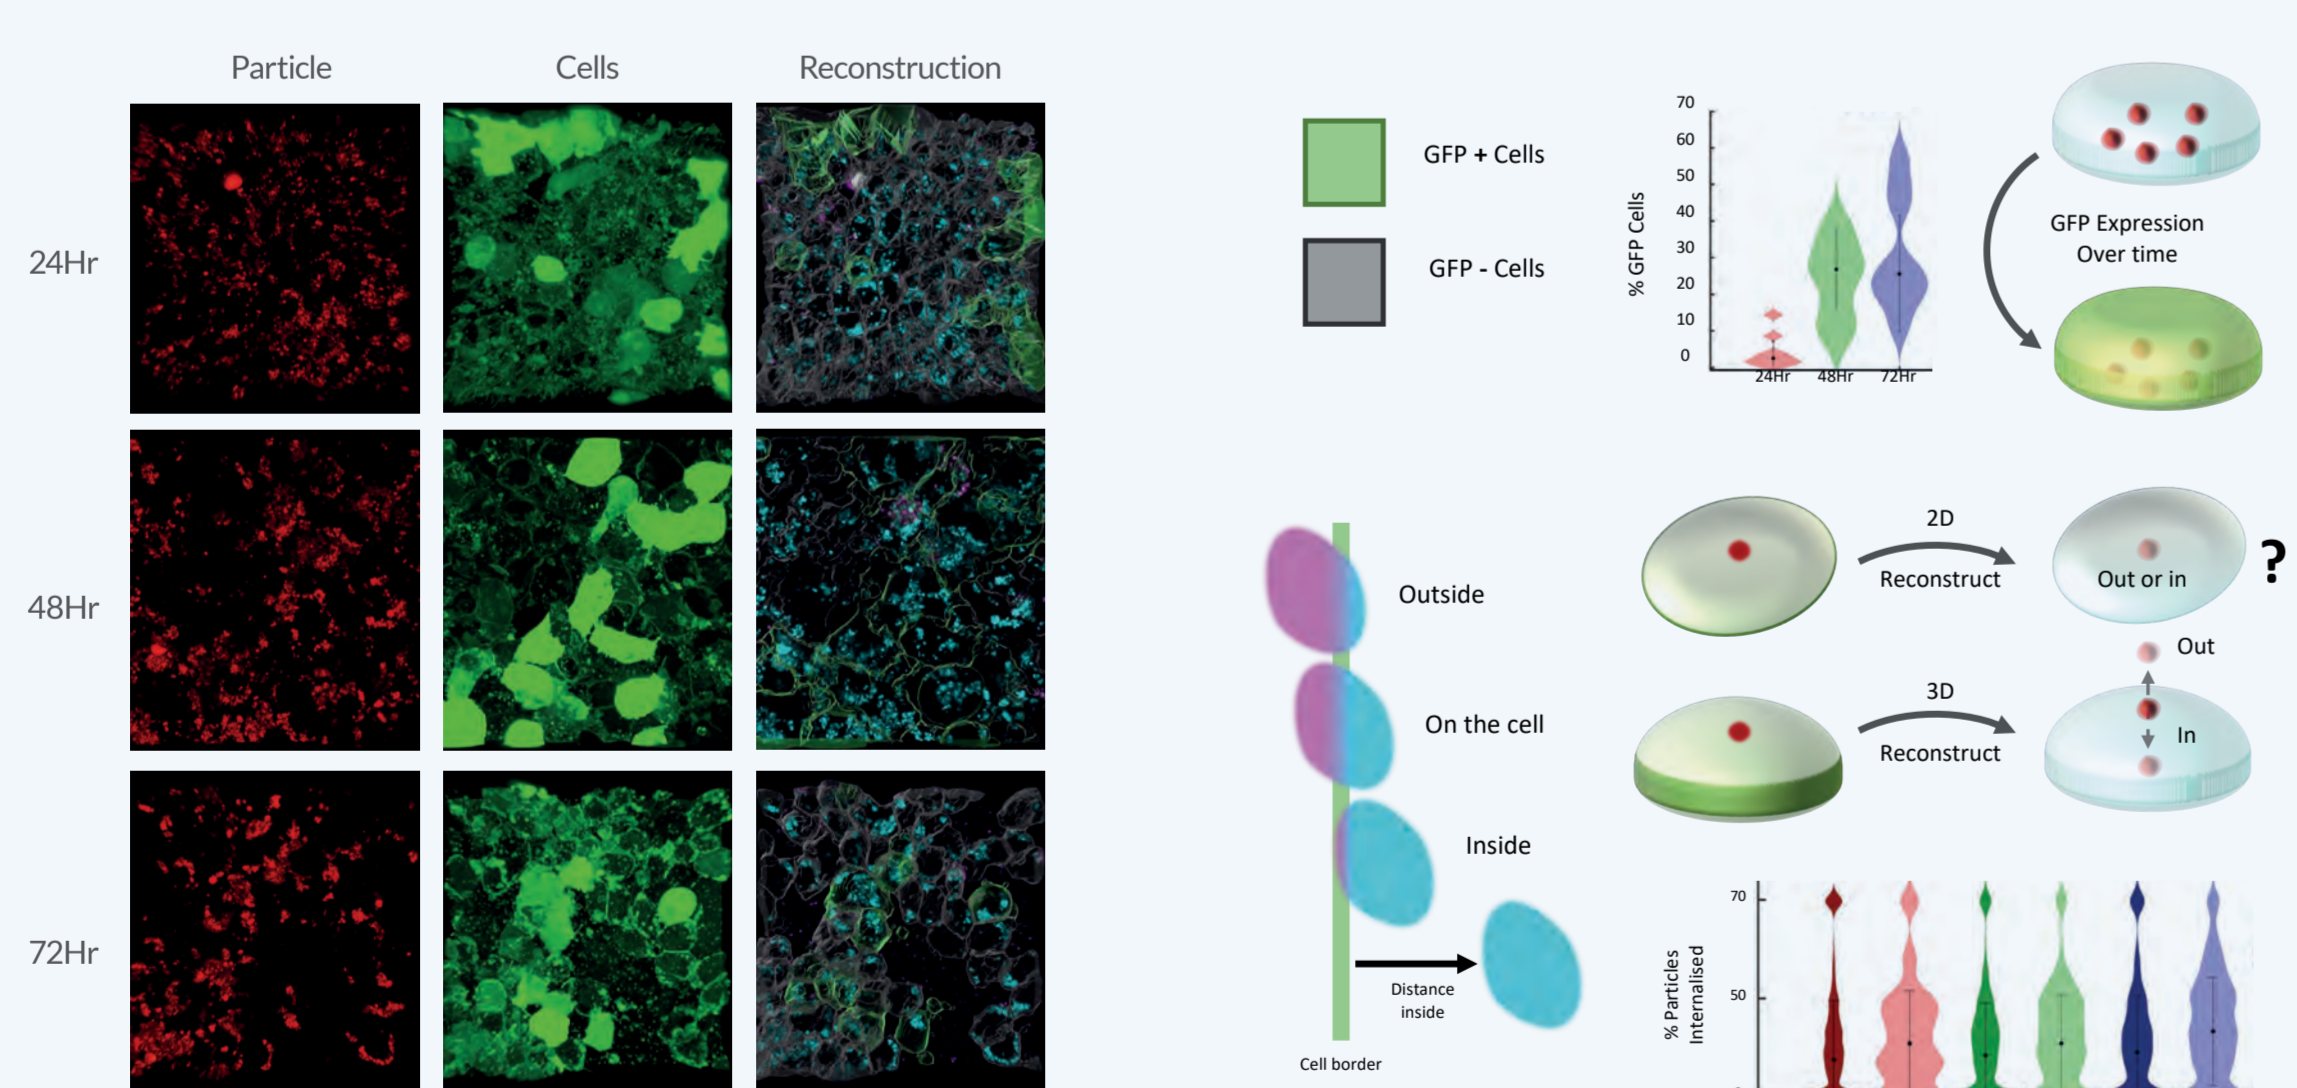 Particle
Cells
Reconstruction
24Hr
48Hr
72Hr
GFP + Cells
GFP - Cells
% GFP Cells
70
60
50
40
30
20
10
0
24Hr
48Hr
72Hr
GFP Expression
Over time
Outside
On the cell
Inside
Distance
inside
Cell border
2D
Reconstruct
Out or in
?
Out
3D
Reconstruct
In
% Particles
Internalised
70
50